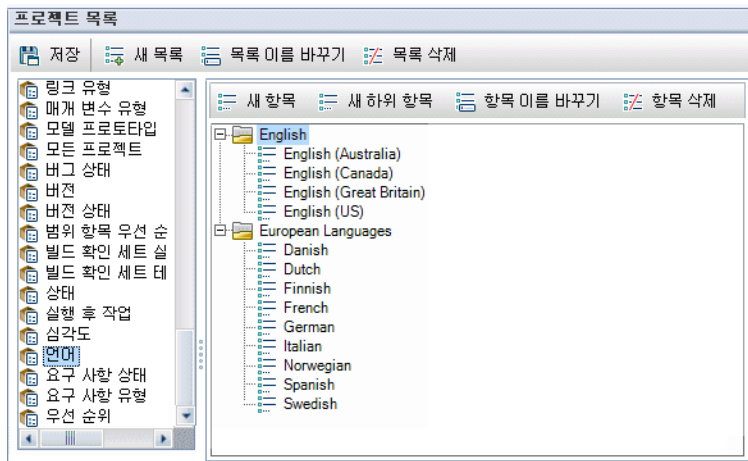 프로젝트 목록
저장 새 목록 목록 이름 바꾸기 목록 삭제
링크 유형
매개 변수 유형
모델 프로토타입
모든 프로젝트
버그 상태
버전
버전 상태
범위 항목 우선 순
빌드 확인 세트 실
빌드 확인 세트 테
상태
실행 후 작업
심각도
언어
요구 사항 상태
요구 사항 유형
우선 순위
새 항목 새 하위 항목 항목 이름 바꾸기 항목 삭제
English
English (Australia)
English (Canada)
English (Great Britain)
English (US)
European Languages
Danish
Dutch
Finnish
French
German
Italian
Norwegian
Spanish
Swedish